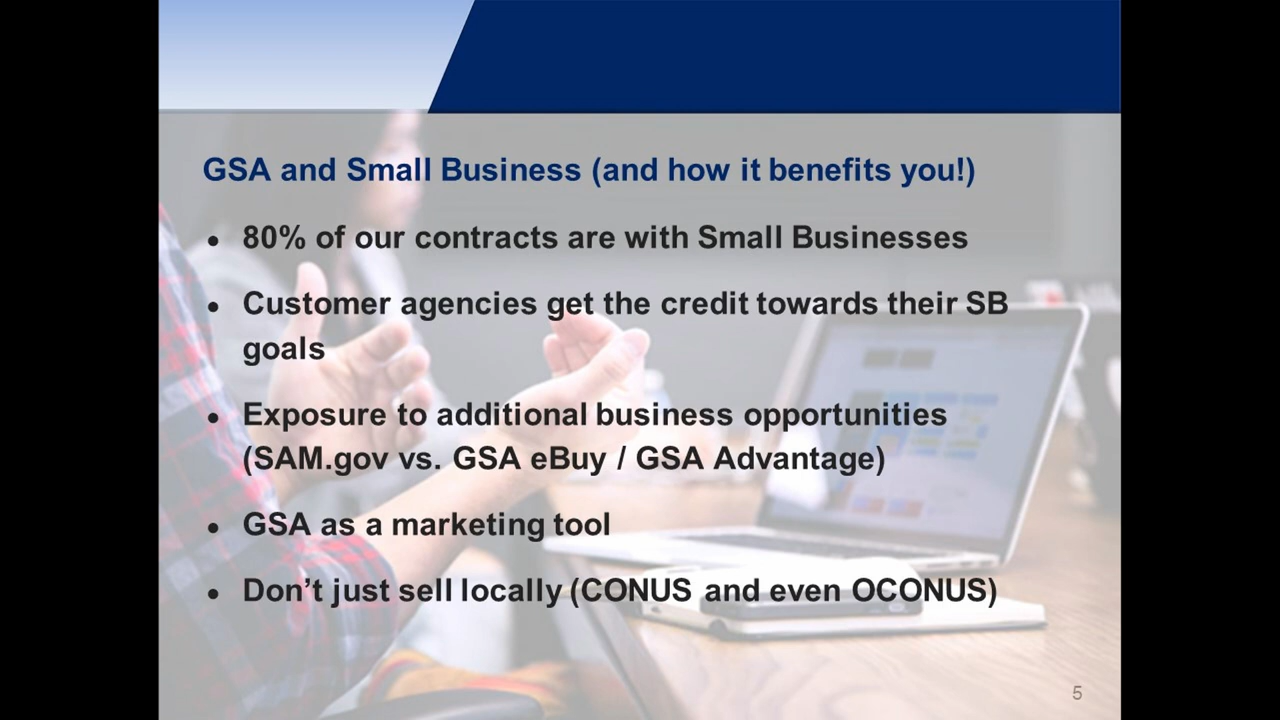 GSA and Small Business (and how it benefits you!)
● 80% of our contracts are with Small Businesses
● Customer agencies get the credit towards their SB
goals
● Exposure to additional business opportunities
(SAM.gov vs. GSA eBuy / GSA Advantage)
● GSA as a marketing tool
● Don’t just sell locally (CONUS and even OCONUS)
5